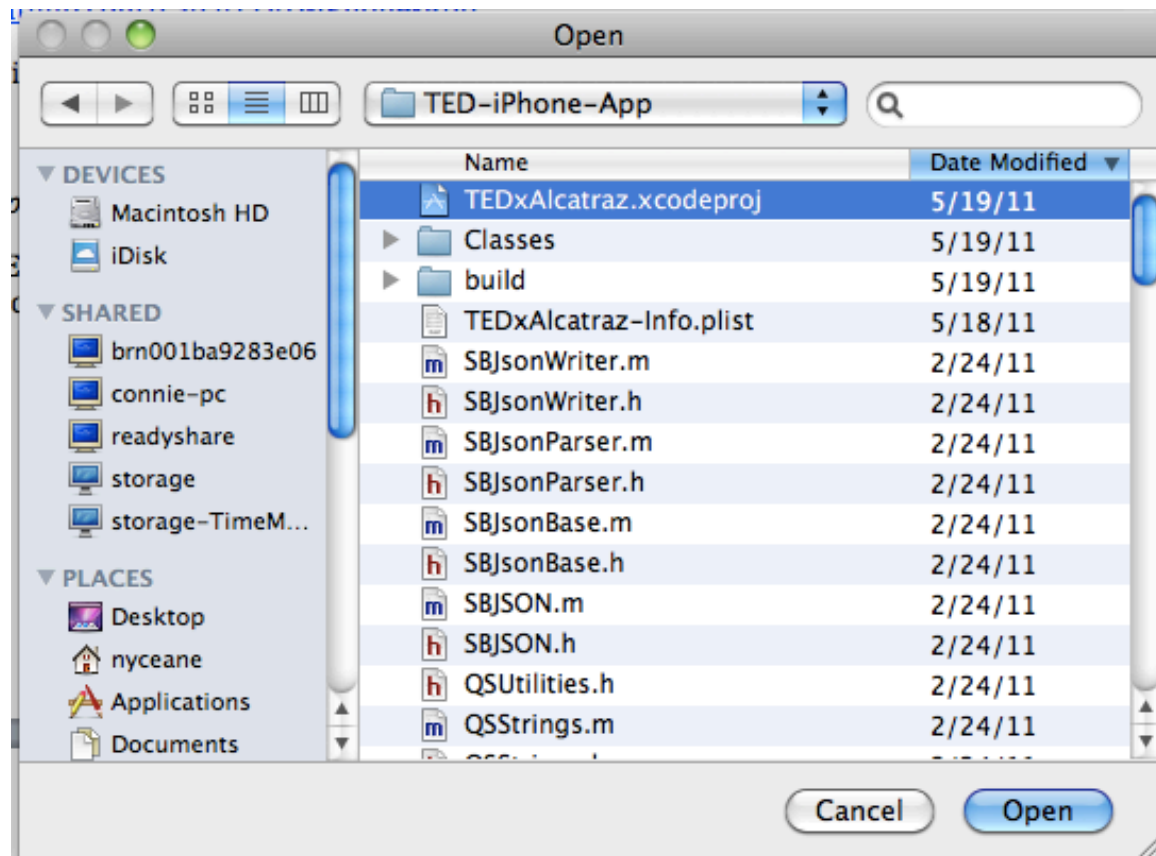 Open
TED-iPhone-App
Name Date Modified
DEVICES
Macintosh HD
iDisk
SHARED
brn001ba9283e06
connie-pc
readyshare
storage
storage-TimeM...
PLACES
Desktop
nyceane
Applications
Documents
TEDxAlcatraz.xcodeproj 5/19/11
Classes 5/19/11
build 5/19/11
TEDxAlcatraz-Info.plist 5/18/11
m SBJsonWriter.m 2/24/11
h SBJsonWriter.h 2/24/11
m SBJsonParser.m 2/24/11
h SBJsonParser.h 2/24/11
m SBJsonBase.m 2/24/11
h SBJsonBase.h 2/24/11
m SBJSON.m 2/24/11
h SBJSON.h 2/24/11
h QSUtilities.h 2/24/11
m QSStrings.m 2/24/11
Cancel Open